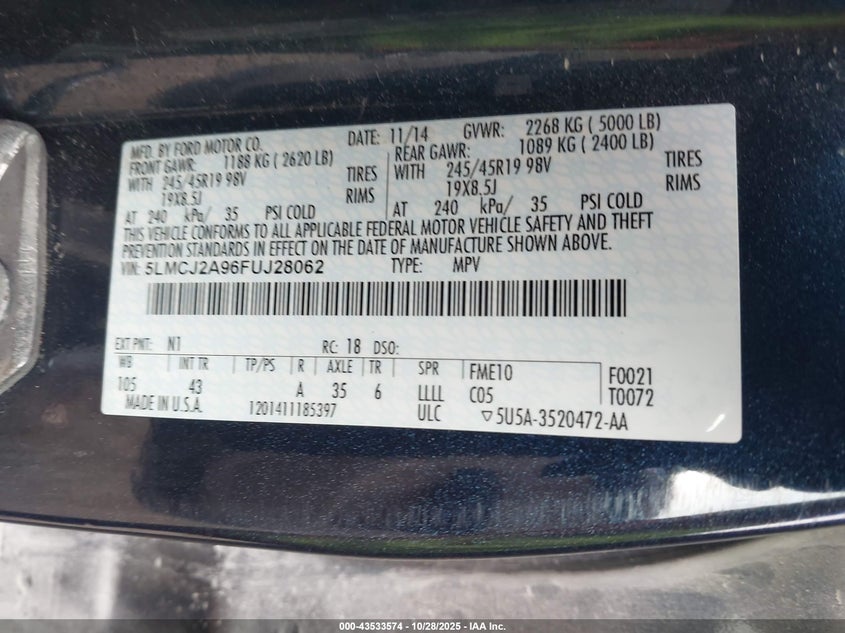 MFD. BY FORD MOTOR CO. DATE: 11/14 GVWR: 2268 KG ( 5000 LB)
FRONT GAWR: 1188 KG ( 2620 LB) REAR GAWR: 1089 KG ( 2400 LB)
WITH 245/45R19 98V TIRES WITH 245/45R19 98V TIRES
19X8.5J RIMS 19X8.5J RIMS
AT 240 kPa/ 35 PSI COLD AT 240 kPa/ 35 PSI COLD
THIS VEHICLE CONFORMS TO ALL APPLICABLE FEDERAL MOTOR VEHICLE SAFETY AND THEFT
PREVENTION STANDARDS IN EFFECT ON THE DATE OF MANUFACTURE SHOWN ABOVE.
VIN: 5LMCJ2A96FUJ28062 TYPE: MPV
EXT PNT: N1 RC: 18 DSO:
WB INT TR TP/PS R AXLE TR SPR FME10 F0021
105 43 A 35 6 LLLL C05 T0072
MADE IN U.S.A. 1201411185397 ULC ▽5U5A-3520472-AA
000-43533574 | 10/28/2025 | IAA Inc.